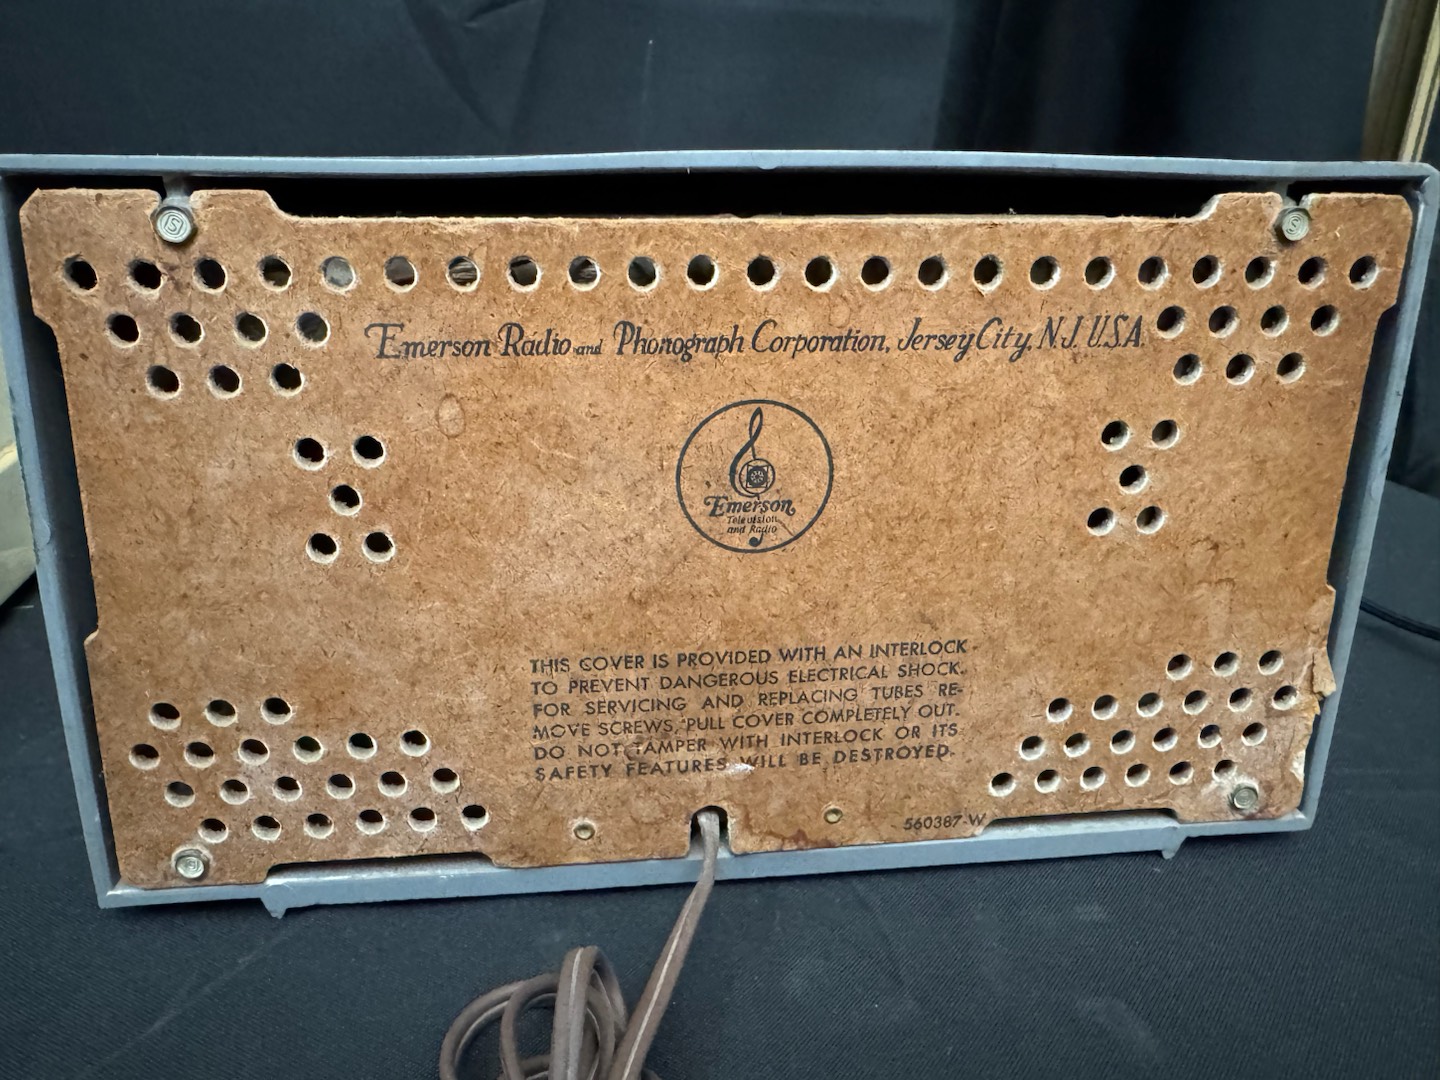 Emerson Radio and Phonograph Corporation, Jersey City, N.J. U.S.A.
Emerson
Television
and Radio
THIS COVER IS PROVIDED WITH AN INTERLOCK
TO PREVENT DANGEROUS ELECTRICAL SHOCK.
FOR SERVICING AND REPLACING TUBES RE-
MOVE SCREWS, PULL COVER COMPLETELY OUT.
DO NOT TAMPER WITH INTERLOCK OR ITS
SAFETY FEATURES WILL BE DESTROYED.
560387-W